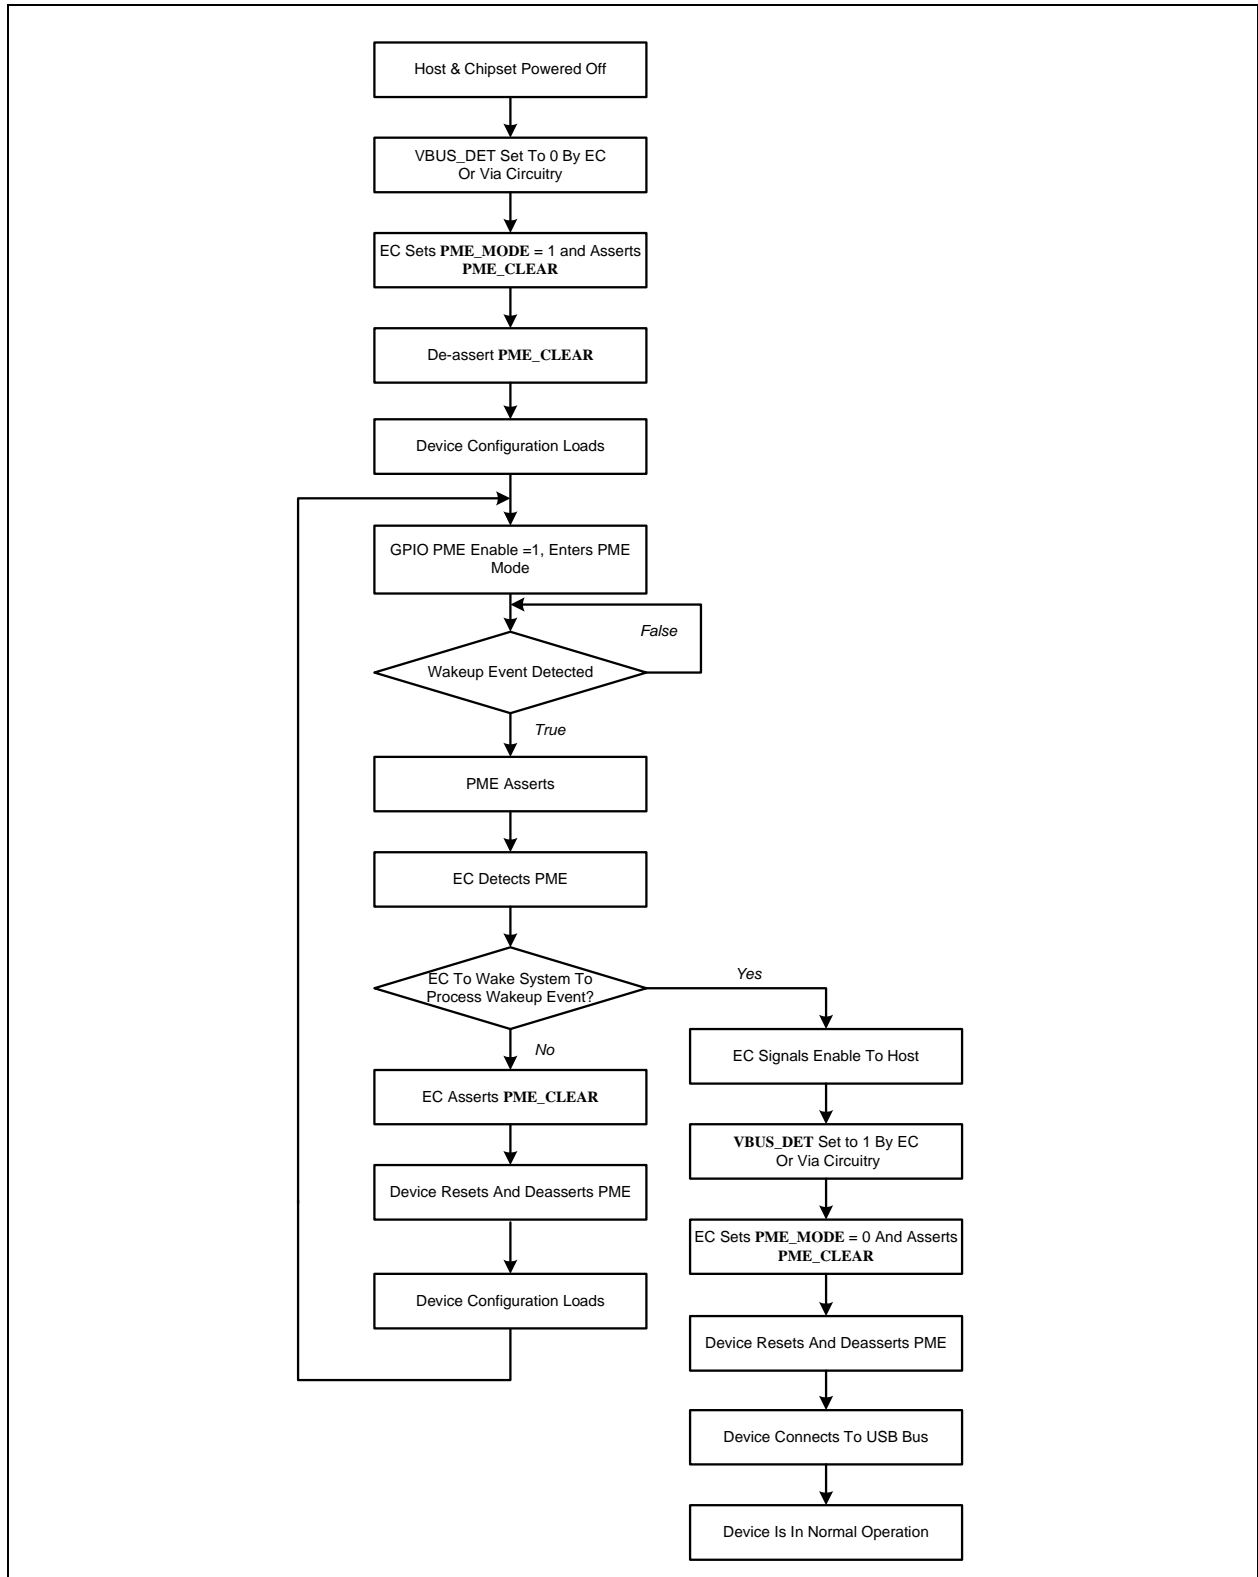 Host & Chipset Powered Off
VBUS_DET Set To 0 By EC
Or Via Circuitry
EC Sets PME_MODE = 1 and Asserts
PME_CLEAR
De-assert PME_CLEAR
Device Configuration Loads
GPIO PME Enable =1, Enters PME
Mode
False
Wakeup Event Detected
True
PME Asserts
EC Detects PME
EC To Wake System To
Process Wakeup Event?
Yes
No
EC Asserts PME_CLEAR
Device Resets And Deasserts PME
Device Configuration Loads
EC Signals Enable To Host
VBUS_DET Set to 1 By EC
Or Via Circuitry
EC Sets PME_MODE = 0 And Asserts
PME_CLEAR
Device Resets And Deasserts PME
Device Connects To USB Bus
Device Is In Normal Operation